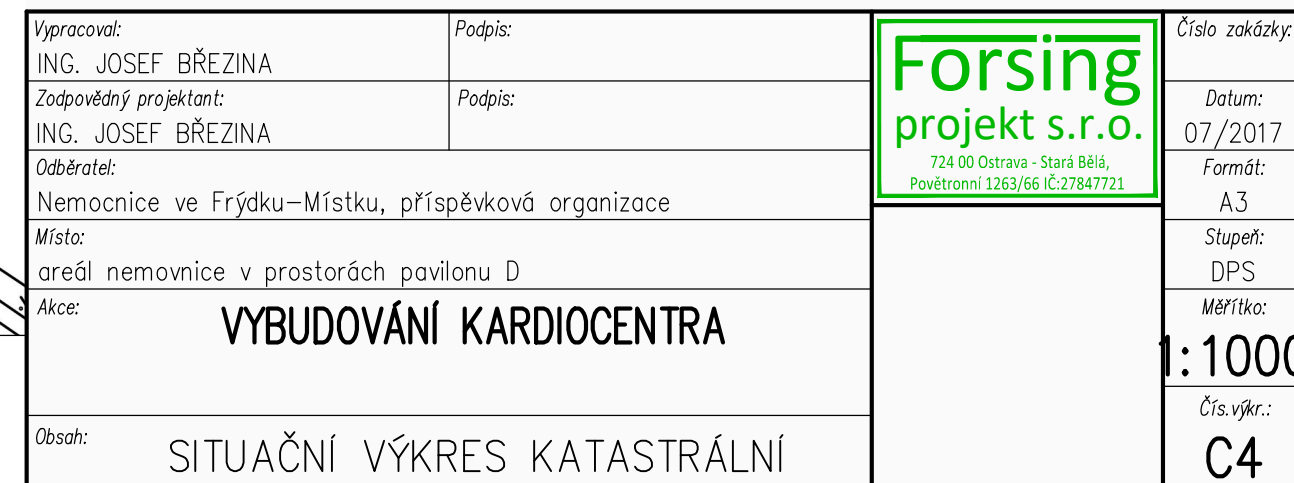 Vypracoval:
ING. JOSEF BŘEZINA
Podpis:
Zodpovědný projektant:
ING. JOSEF BŘEZINA
Podpis:
Odběratel:
Nemocnice ve Frýdku-Místku, příspěvková organizace
Místo:
areál nemovnice v prostorách pavilonu D
Akce:
VYBUDOVÁNÍ KARDIOCENTRA
Obsah:
SITUAČNÍ VÝKRES KATASTRÁLNÍ
Forsing
projekt s.r.o.
724 00 Ostrava - Stará Bělá,
Povětronní 1263/66 IČ:27847721
Číslo zakázky:
Datum:
07/2017
Formát:
A3
Stupeň:
DPS
Měřítko:
1:1000
Čís.výkr.:
C4